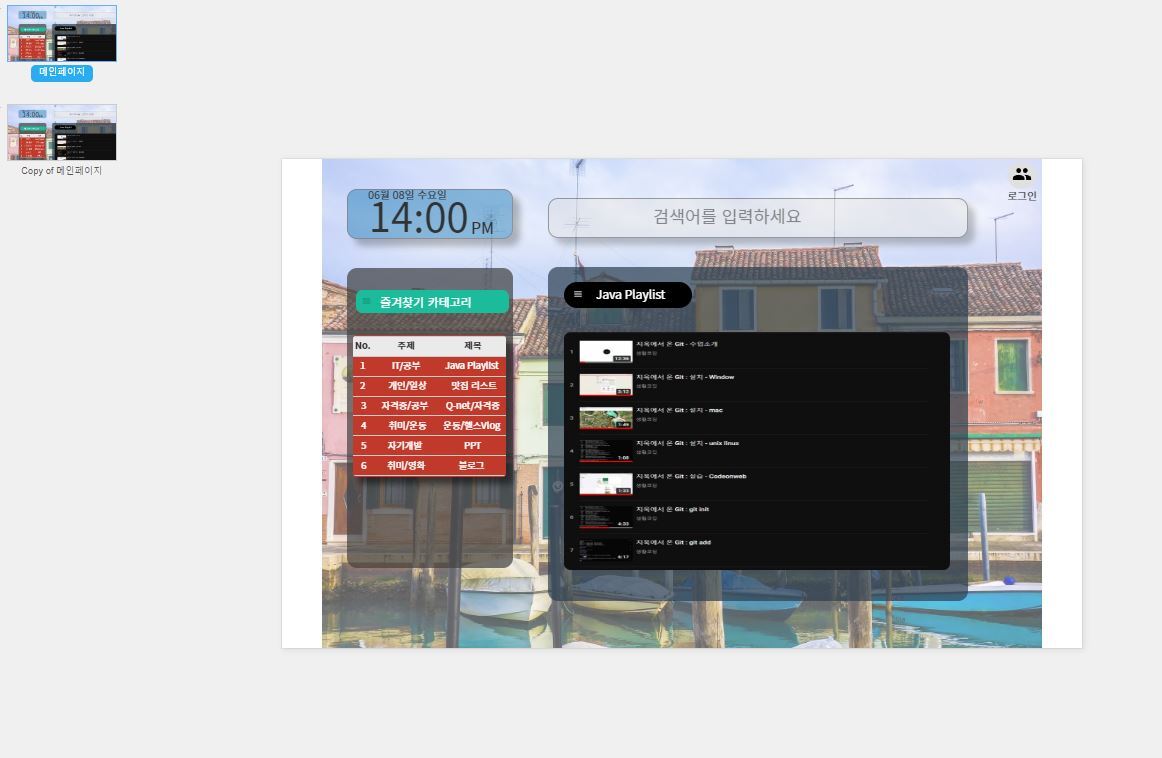 메인페이지
Copy of 메인페이지
06월 08일 수요일
14:00 PM
검색어를 입력하세요
로그인
즐겨찾기 카테고리
No. 주제 제목
1 IT/공부 Java Playlist
2 개인/일상 맛집 리스트
3 자격증/공부 Q-net/자격증
4 취미/운동 운동/헬스Vlog
5 자기개발 PPT
6 취미/영화 블로그
Java Playlist
1 지옥에서 온 Git - 수업소개
12:36
생활코딩
2 지옥에서 온 Git : 설치 - Window
3:12
생활코딩
3 지옥에서 온 Git : 설치 - mac
1:49
생활코딩
4 지옥에서 온 Git : 설치 - unix linux
1:08
생활코딩
5 지옥에서 온 Git : 실습 - Codeonweb
1:33
생활코딩
6 지옥에서 온 Git : git init
4:33
생활코딩
7 지옥에서 온 Git : git add
6:17
생활코딩